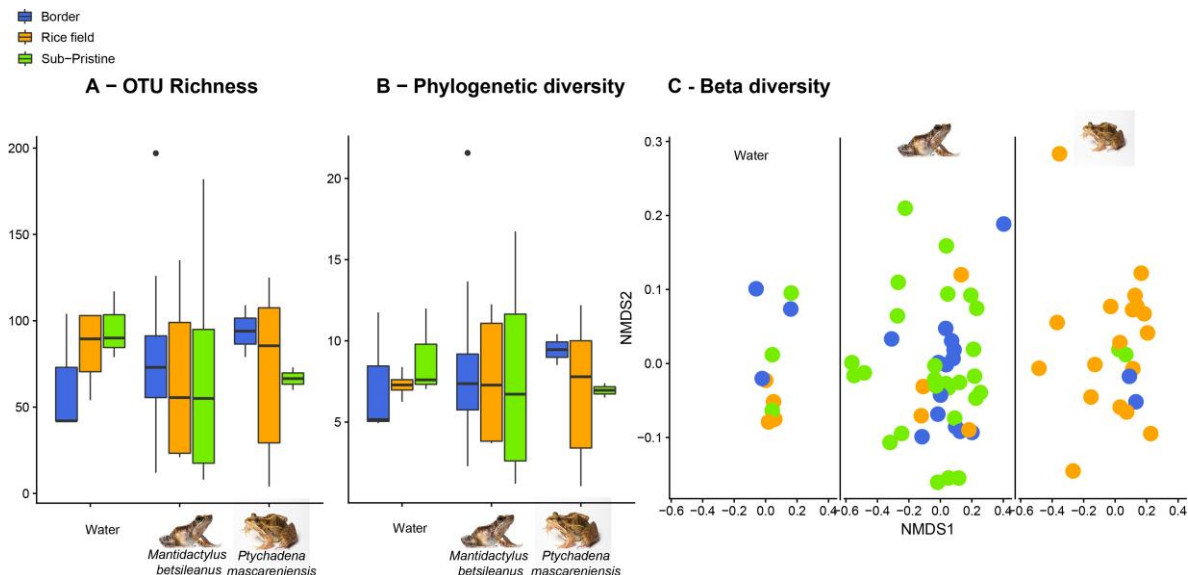 Border
Rice field
Sub-Pristine
A − OTU Richness
B − Phylogenetic diversity
C - Beta diversity
200
150
100
50
0
Water
Mantidactylus
betsileanus
Ptychadena
mascareniensis
20
15
10
5
Water
Mantidactylus
betsileanus
Ptychadena
mascareniensis
NMDS2
0.3
0.2
0.1
0.0
−0.1
Water
−0.6 −0.4 −0.2 0.0 0.2 0.4
−0.6 −0.4 −0.2 0.0 0.2 0.4
−0.6 −0.4 −0.2 0.0 0.2 0.4
NMDS1